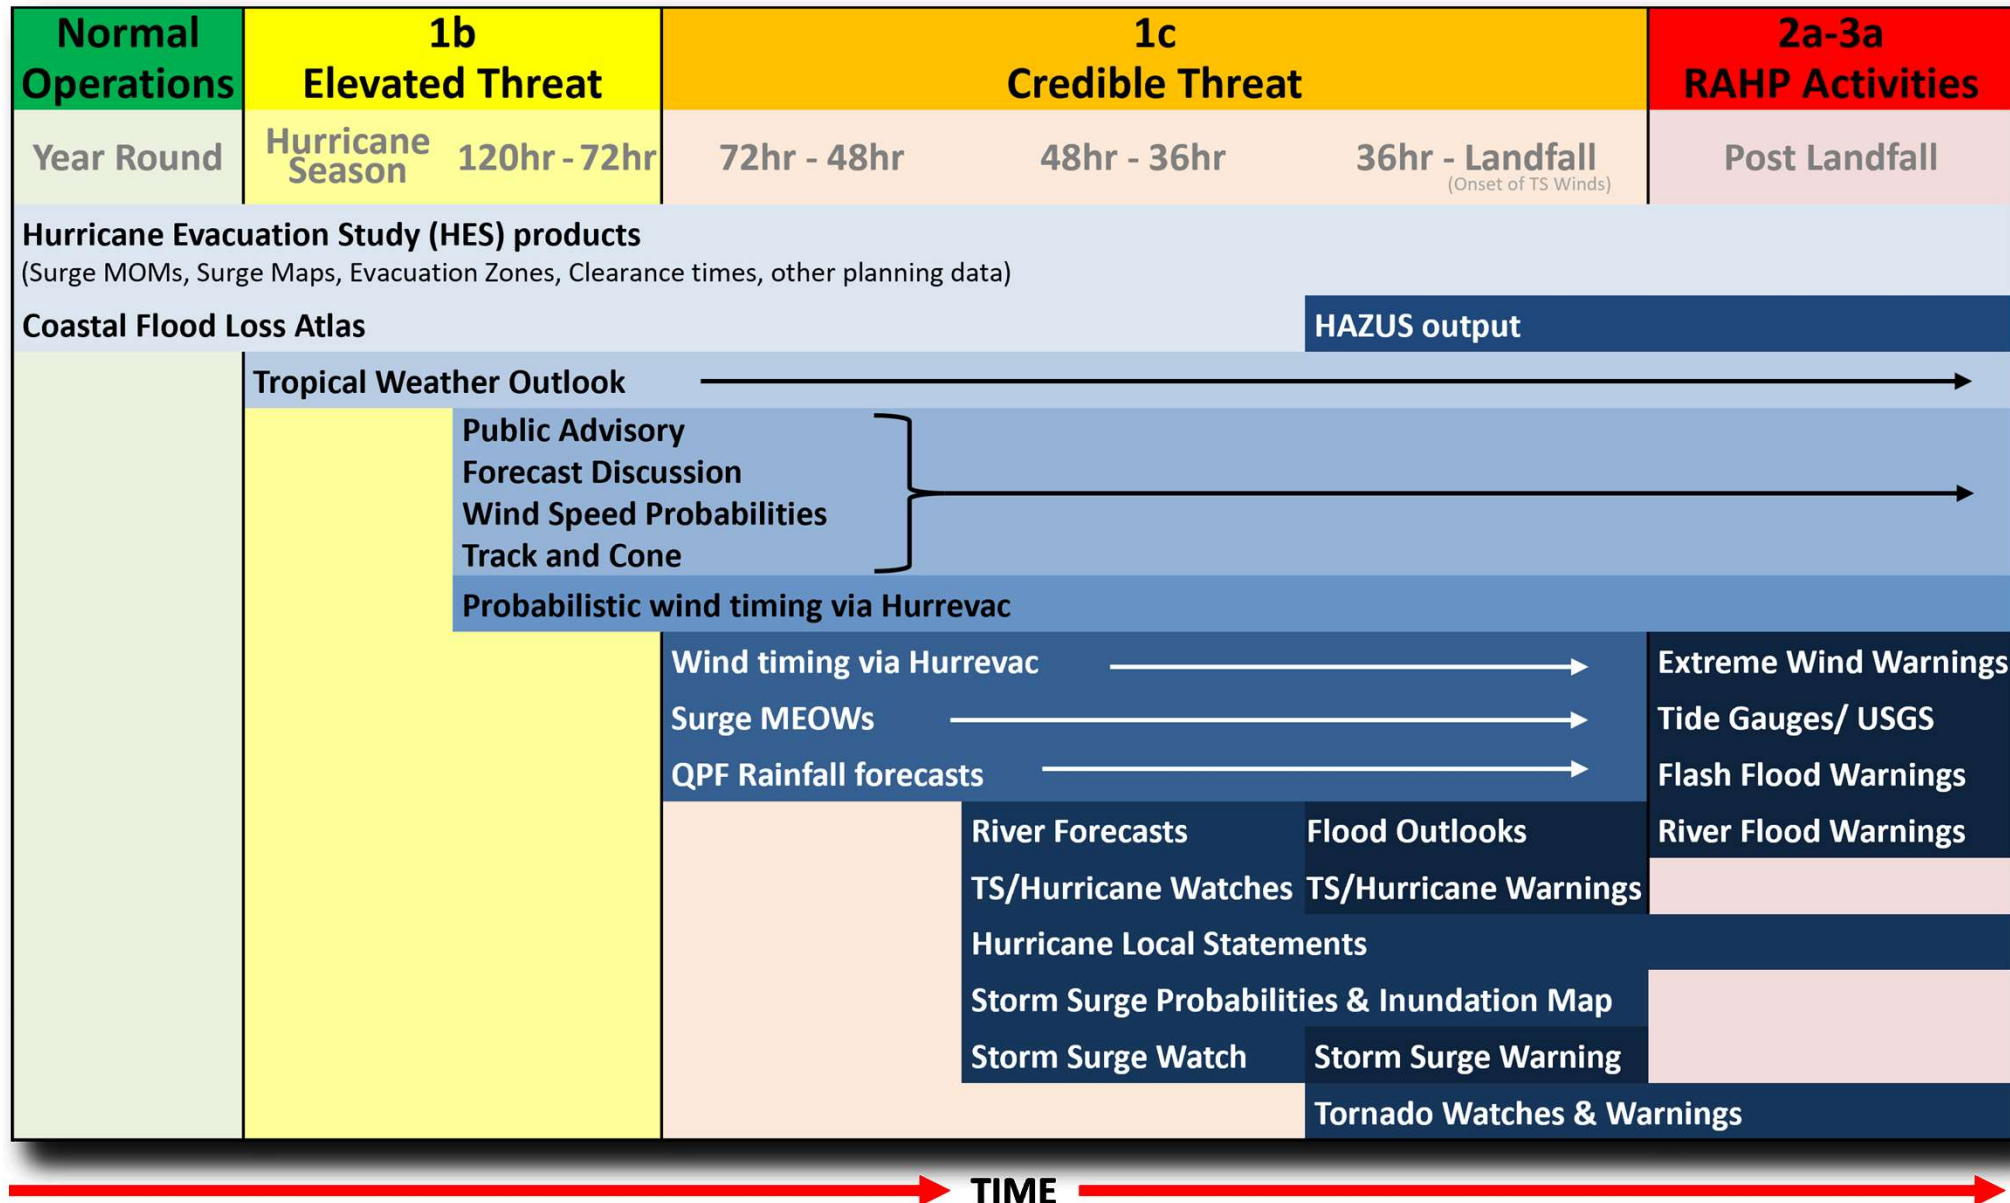 Normal
Operations
1b
Elevated Threat
1c
Credible Threat
2a-3a
RAHP Activities
Year Round
Hurricane
Season
120hr - 72hr
72hr - 48hr
48hr - 36hr
36hr - Landfall
(Onset of TS Winds)
Post Landfall
Hurricane Evacuation Study (HES) products
(Surge MOMs, Surge Maps, Evacuation Zones, Clearance times, other planning data)
Coastal Flood Loss Atlas
HAZUS output
Tropical Weather Outlook
Public Advisory
Forecast Discussion
Wind Speed Probabilities
Track and Cone
Probabilistic wind timing via Hurrevac
Wind timing via Hurrevac
Extreme Wind Warnings
Surge MEOWs
Tide Gauges/ USGS
QPF Rainfall forecasts
Flash Flood Warnings
River Forecasts
Flood Outlooks
River Flood Warnings
TS/Hurricane Watches
TS/Hurricane Warnings
Hurricane Local Statements
Storm Surge Probabilities & Inundation Map
Storm Surge Watch
Storm Surge Warning
Tornado Watches & Warnings
TIME